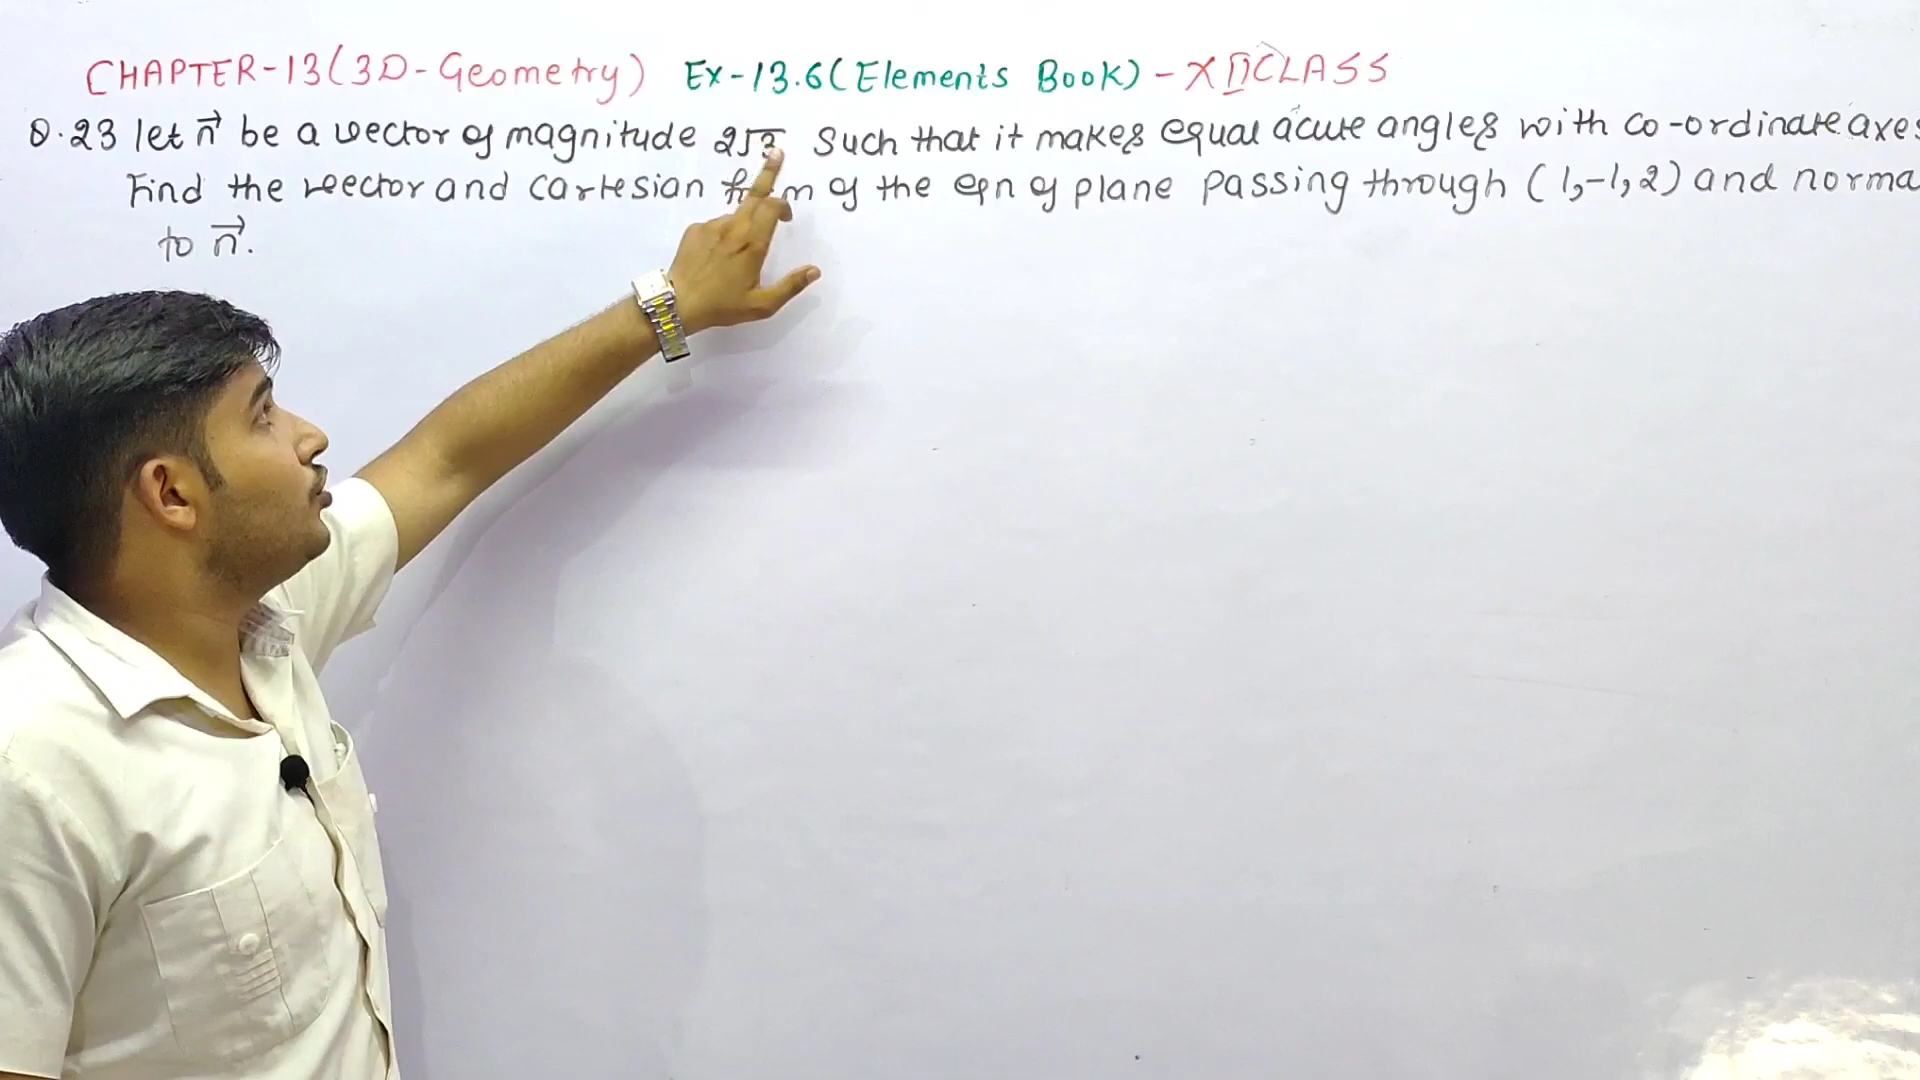 CHAPTER-13(3D-Geometry) Ex-13.6(Elements Book)-XIICLASS
Q.23 let n⃗ be a vector of magnitude 2√3 such that it makes equal acute angles with co-ordinate axes
Find the vector and cartesian form of the eqn of plane passing through (1,-1,2) and norma
to n⃗.